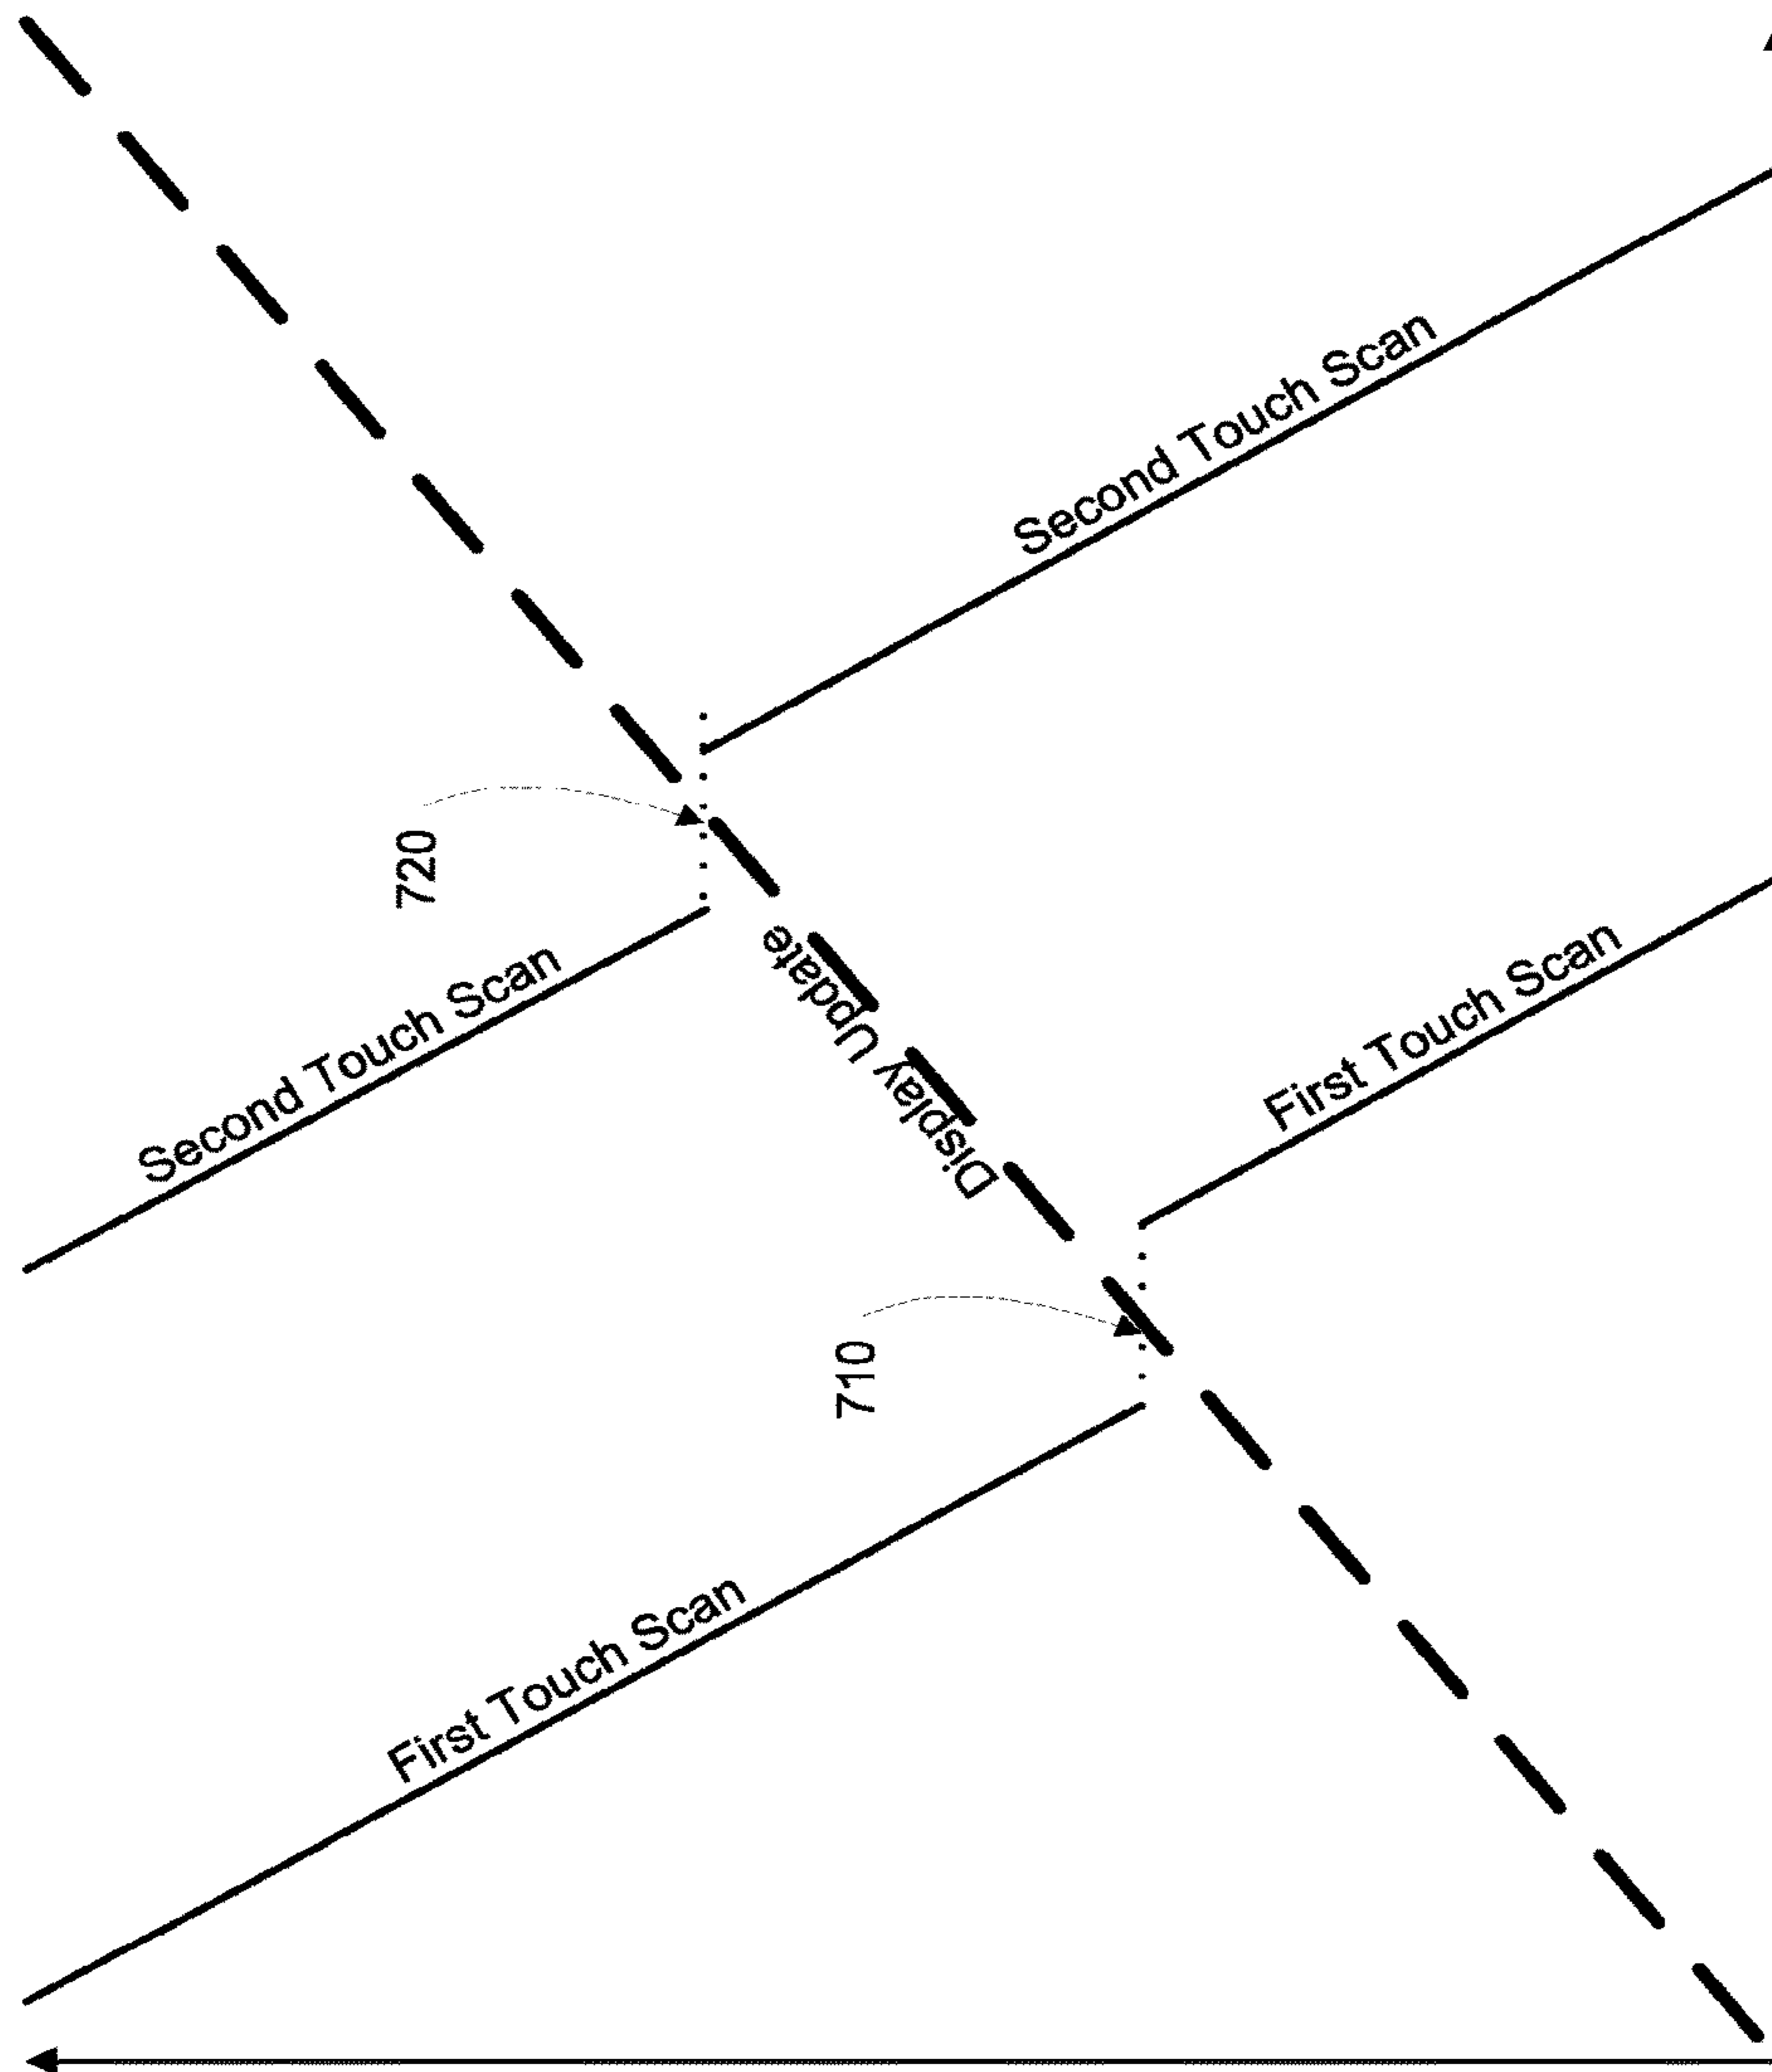 Second Touch Scan
720
Second Touch Scan
Display Update
First Touch Scan
710
First Touch Scan